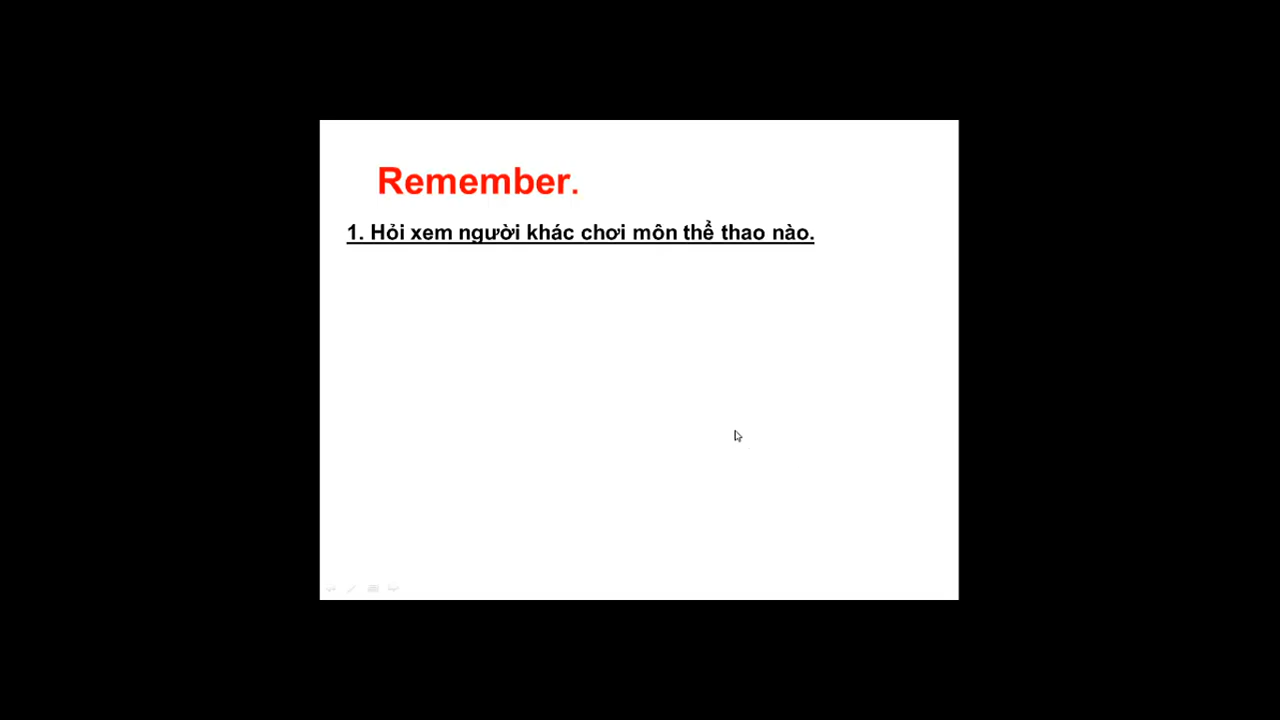 Remember.
1. Hỏi xem người khác chơi môn thể thao nào.